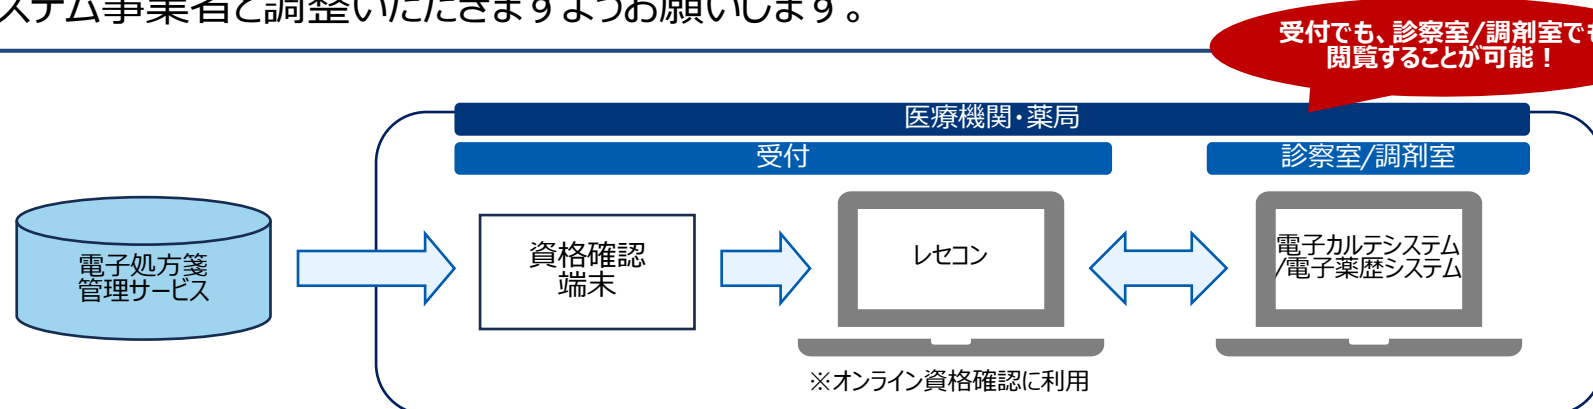 ステム事業者と調整いただきますようお願いします。
受付でも、診察室/調剤室でも
閲覧することが可能！
医療機関・薬局
受付
診察室/調剤室
電子処方箋
管理サービス
資格確認
端末
レセコン
電子カルテシステム
/電子薬歴システム
※オンライン資格確認に利用